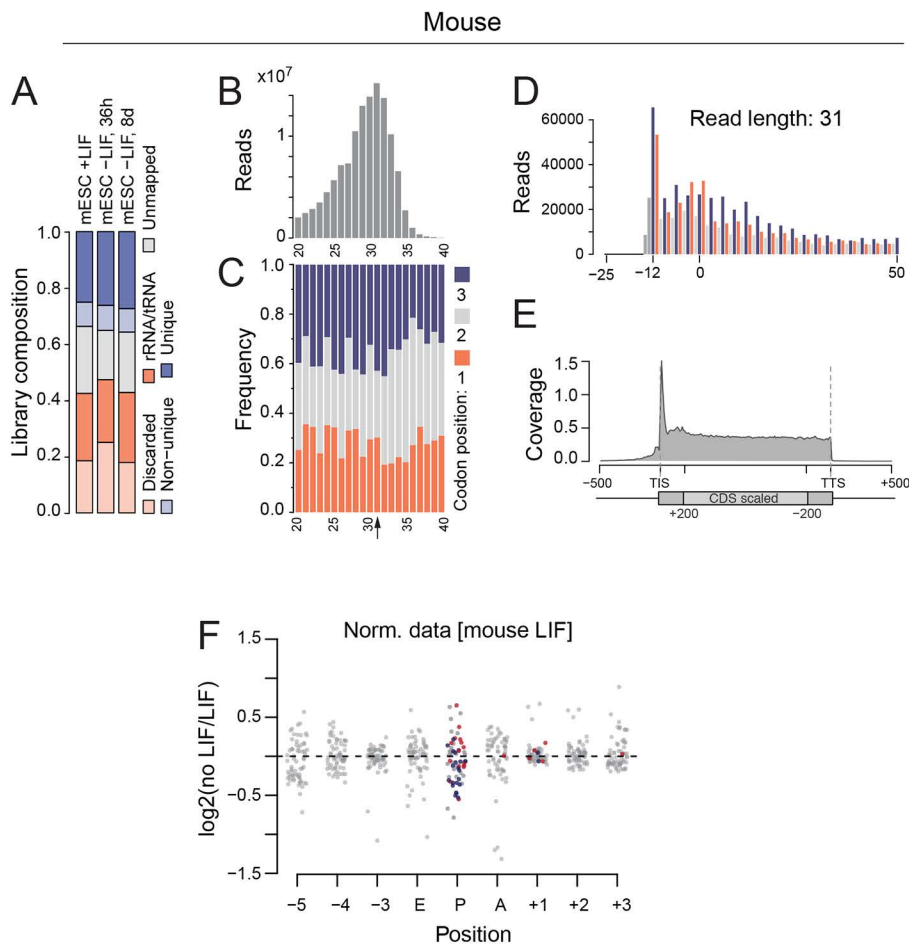 Mouse
A
mESC +LIF
mESC −LIF, 36h
mESC −LIF, 8d
Unmapped
rRNA/tRNA
Discarded
Unique
Non-unique
Library composition
1.0
0.8
0.6
0.4
0.2
0.0
B
x10⁷
Reads
1
0
20 25 30 35 40
C
Frequency
1.0
0.8
0.6
0.4
0.2
0.0
20 25 30 35 40
Codon position: 1 2 3
D
Read length: 31
Reads
60000
40000
20000
0
−25 −12 0 50
E
Coverage
1.5
1.0
0.5
0.0
−500 TIS TTS +500
CDS scaled
+200 −200
F
Norm. data [mouse LIF]
log2(no LIF/LIF)
1.5
0.5
−0.5
−1.5
−5 −4 −3 E P A +1 +2 +3
Position